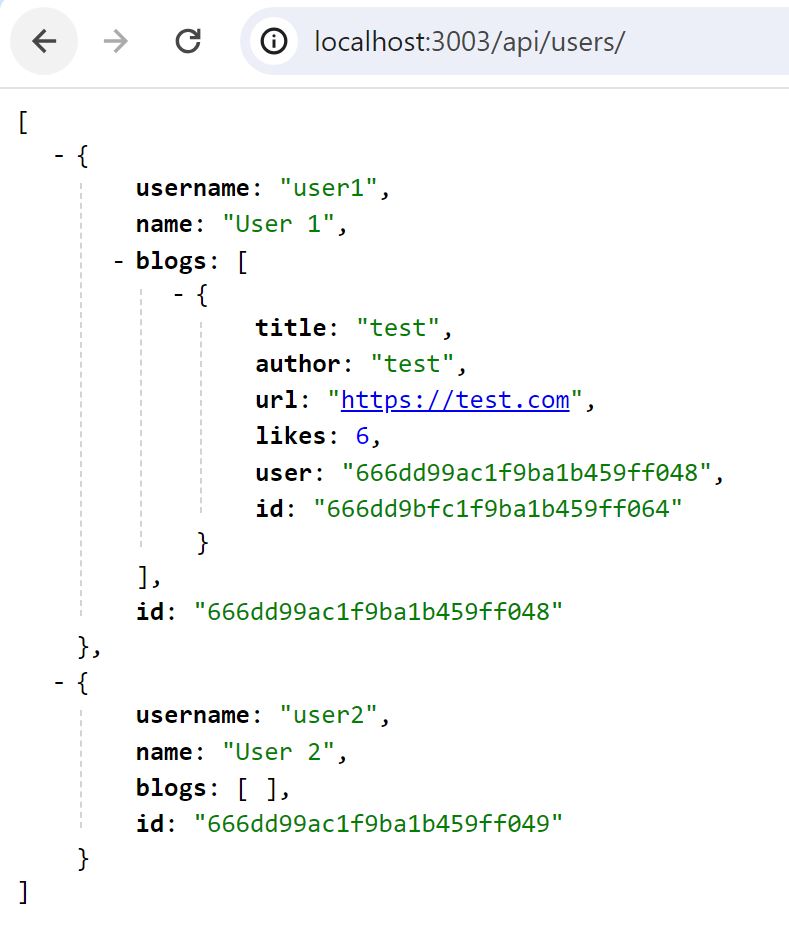 localhost:3003/api/users/
[
- {
username: "user1",
name: "User 1",
- blogs: [
- {
title: "test",
author: "test",
url: "https://test.com",
likes: 6,
user: "666dd99ac1f9ba1b459ff048",
id: "666dd9bfc1f9ba1b459ff064"
}
],
id: "666dd99ac1f9ba1b459ff048"
},
- {
username: "user2",
name: "User 2",
blogs: [ ],
id: "666dd99ac1f9ba1b459ff049"
}
]